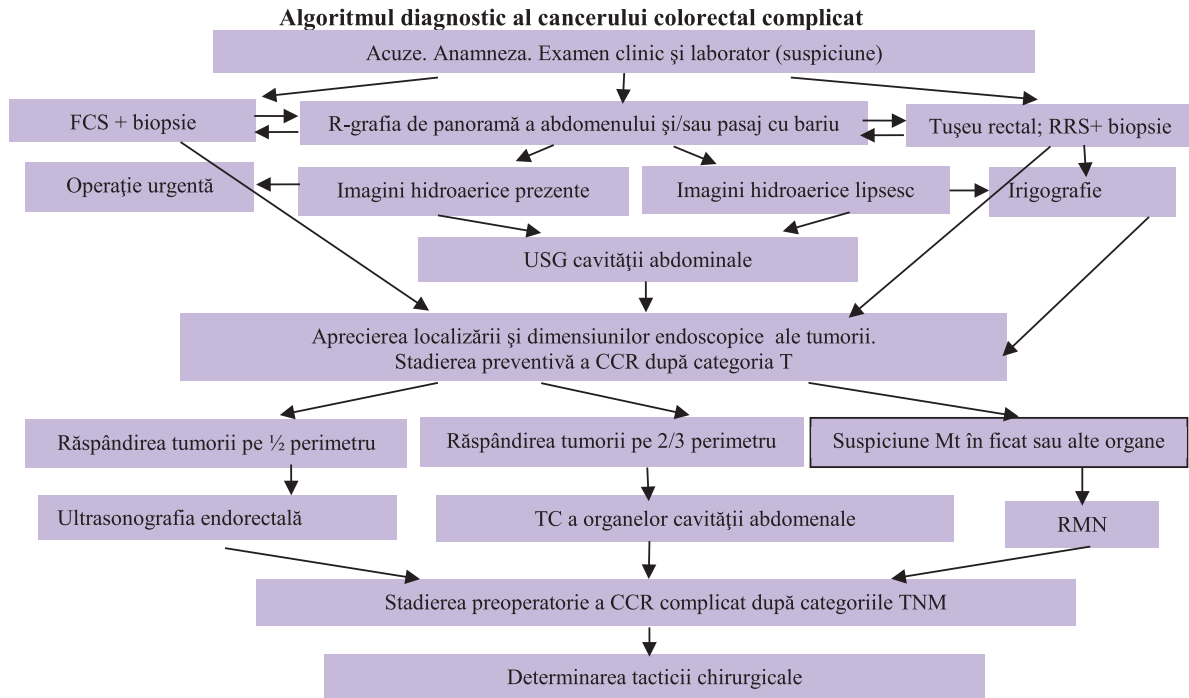 Algoritmul diagnostic al cancerului colorectal complicat
Acuze. Anamneza. Examen clinic şi laborator (suspiciune)
FCS + biopsie
R-grafia de panoramă a abdomenului şi/sau pasaj cu bariu
Tuşeu rectal; RRS+ biopsie
Operaţie urgentă
Imagini hidroaerice prezente
Imagini hidroaerice lipsesc
Irigografie
USG cavităţii abdominale
Aprecierea localizării şi dimensiunilor endoscopice ale tumorii.
Stadierea preventivă a CCR după categoria T
Răspândirea tumorii pe ½ perimetru
Răspândirea tumorii pe 2/3 perimetru
Suspiciune Mt în ficat sau alte organe
Ultrasonografia endorectală
TC a organelor cavităţii abdomenale
RMN
Stadierea preoperatorie a CCR complicat după categoriile TNM
Determinarea tacticii chirurgicale